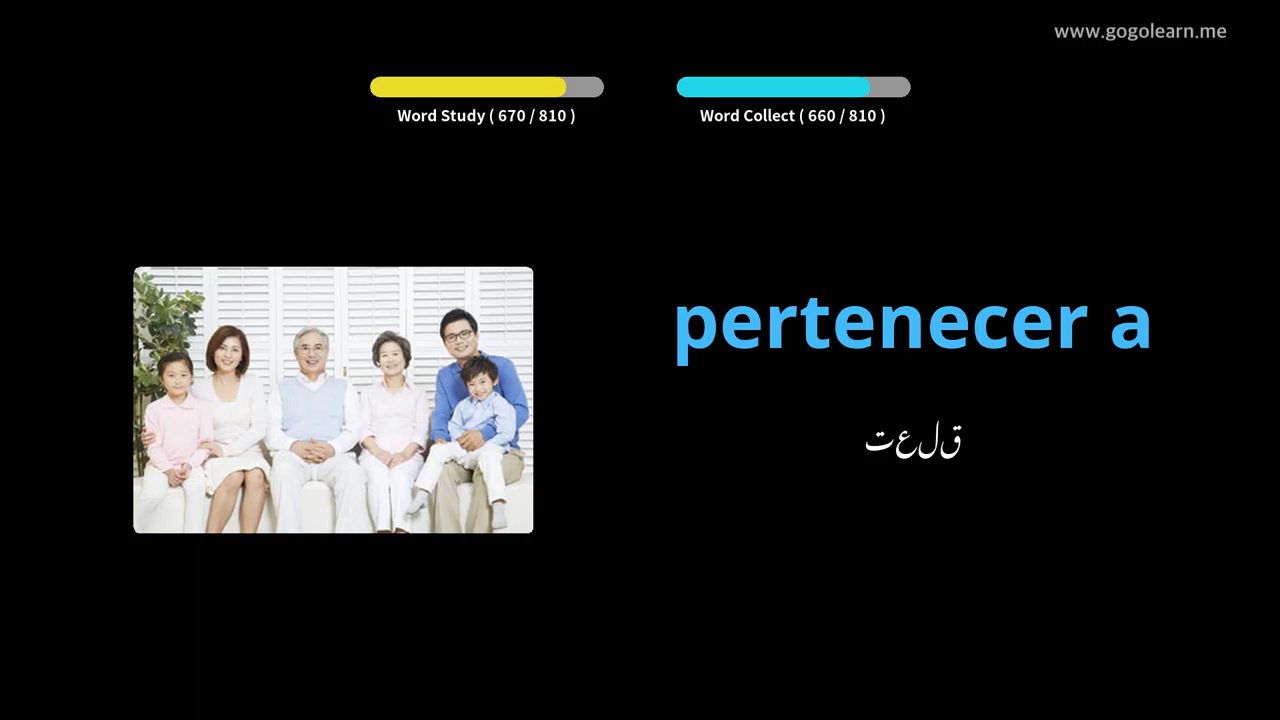 www.gogolearn.me
Word Study ( 670 / 810 )
Word Collect ( 660 / 810 )
pertenecer a
تعلق